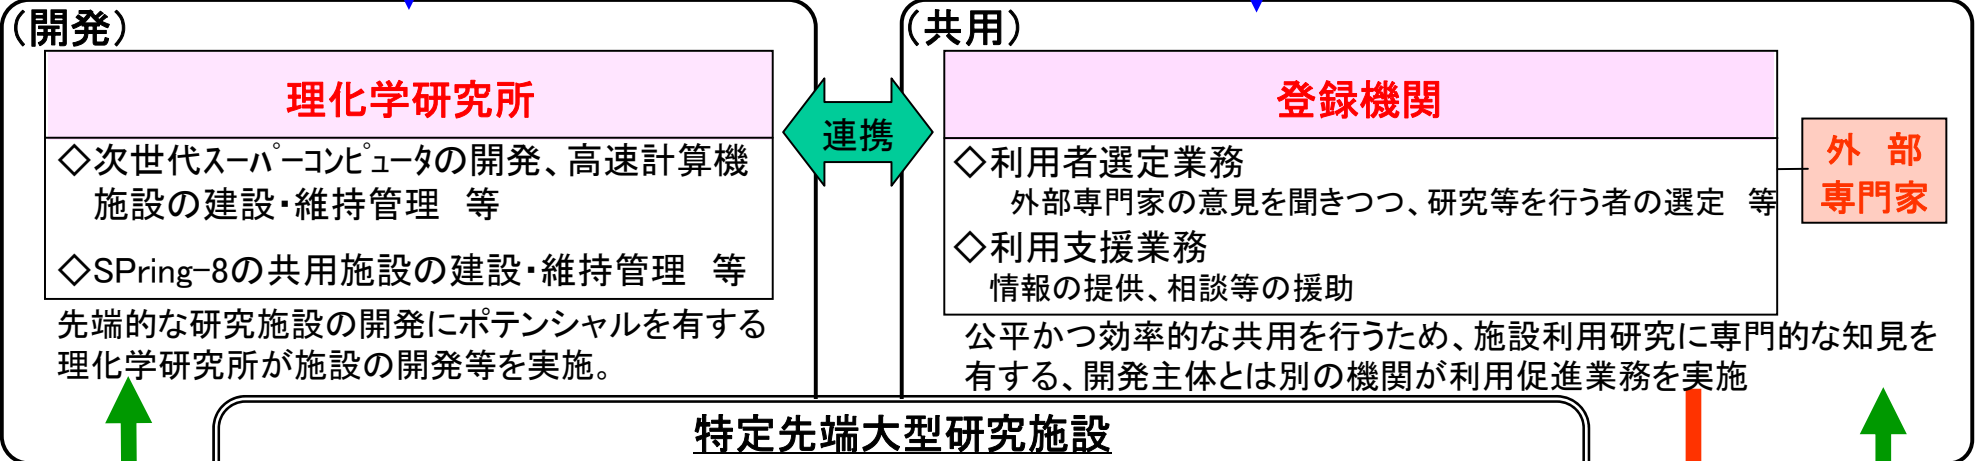 （開発）
理化学研究所
◇次世代ｽｰﾊﾟｰｺﾝﾋﾟｭｰﾀの開発、高速計算機
施設の建設・維持管理　等
◇SPring-8の共用施設の建設・維持管理　等
先端的な研究施設の開発にポテンシャルを有する
理化学研究所が施設の開発等を実施。
連携
（共用）
登録機関
◇利用者選定業務
外部専門家の意見を聞きつつ、研究等を行う者の選定　等
◇利用支援業務
情報の提供、相談等の援助
外　部
専門家
公平かつ効率的な共用を行うため、施設利用研究に専門的な知見を
有する、開発主体とは別の機関が利用促進業務を実施
特定先端大型研究施設